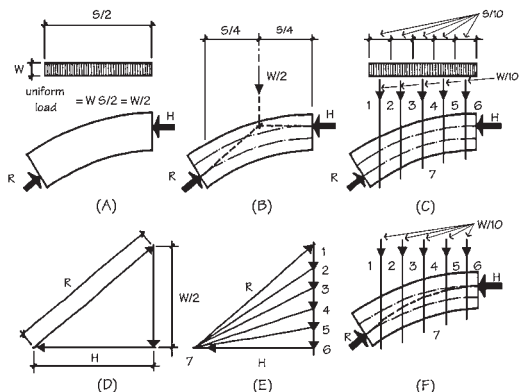 S/2
W
uniform
load
= W S/2 = W/2
H
R
(A)
S/4
S/4
W/2
H
R
(B)
S/10
W/10
1 2 3 4 5 6
H
R
7
(C)
R
W/2
H
(D)
1
2
3
4
5
6
7
H
(E)
W/10
1 2 3 4 5 6
H
R
7
(F)